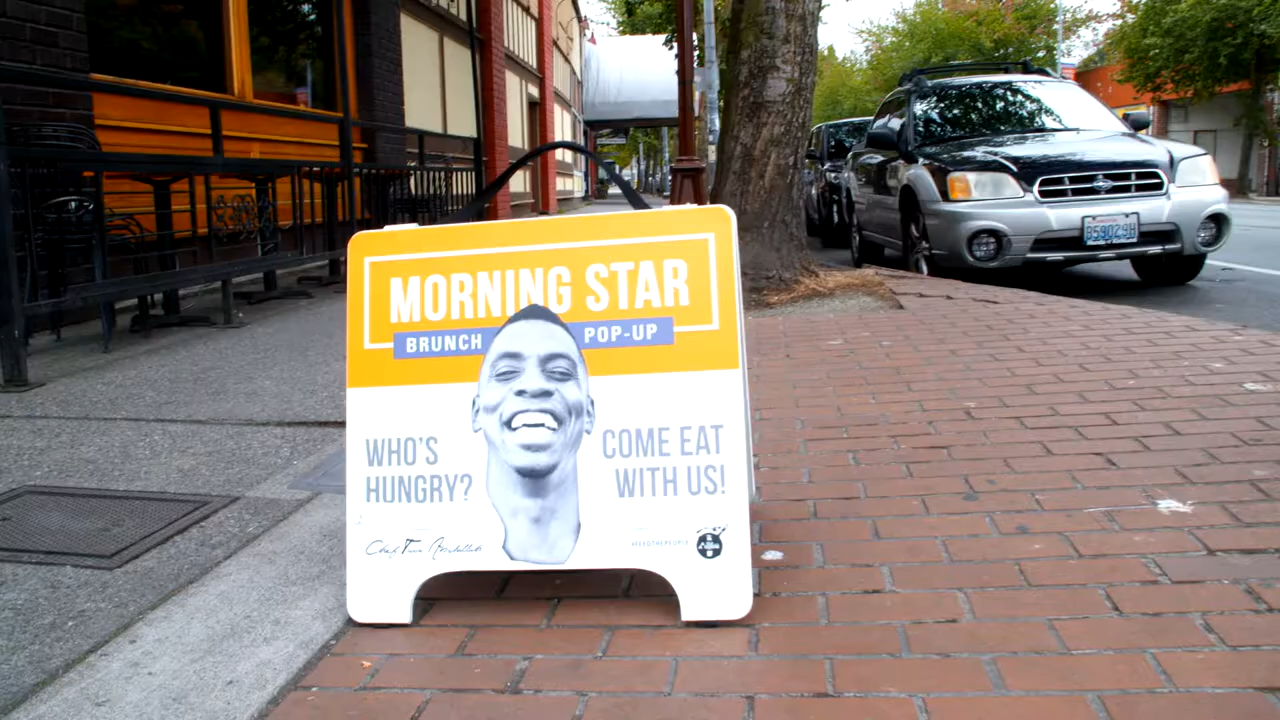 MORNING STAR
BRUNCH POP-UP
WHO'S
HUNGRY?
COME EAT
WITH US!
#FEEDTHEPEOPLE